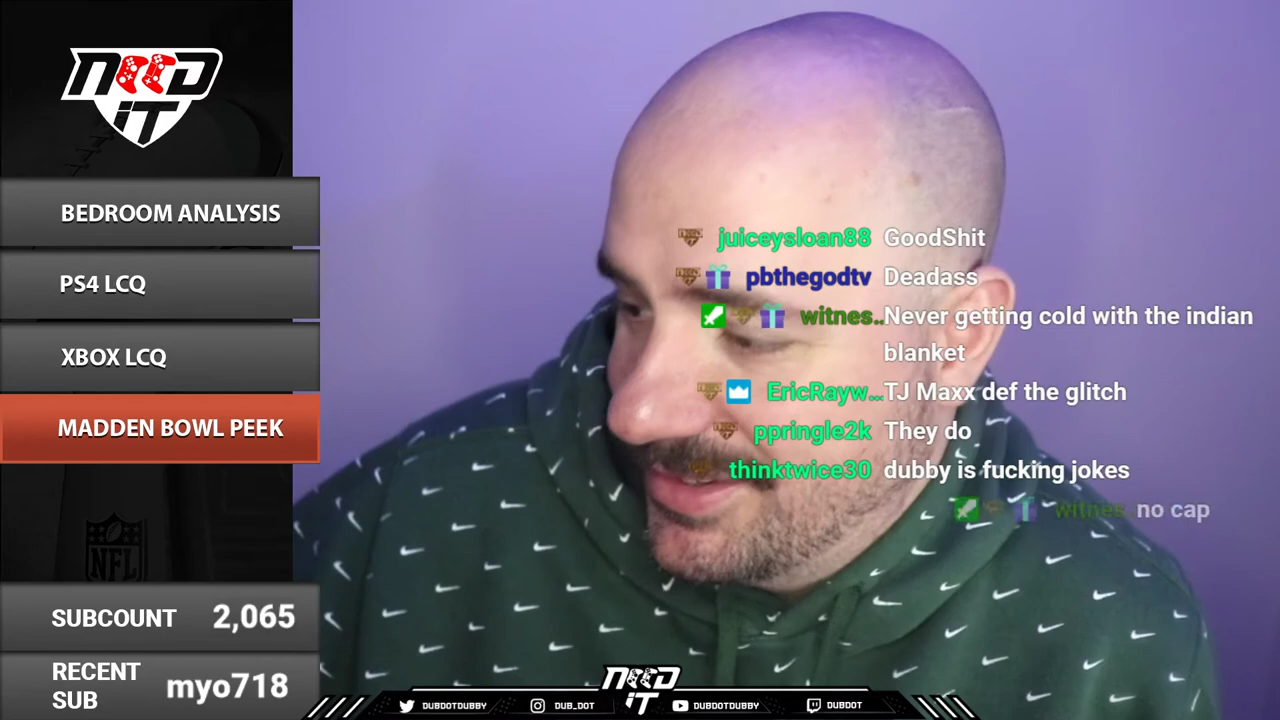 NEED
iT
BEDROOM ANALYSIS
PS4 LCQ
XBOX LCQ
MADDEN BOWL PEEK
NFL
SUBCOUNT 2,065
RECENT
SUB
myo718
juiceysloan88 GoodShit
pbthegodtv Deadass
witnes.. Never getting cold with the indian
blanket
EricRayw... TJ Maxx def the glitch
ppringle2k They do
thinktwice30 dubby is fucking jokes
witnes no cap
NEED
iT
DUBDOTDUBBY DUB_DOT DUBDOTDUBBY DUBDOT